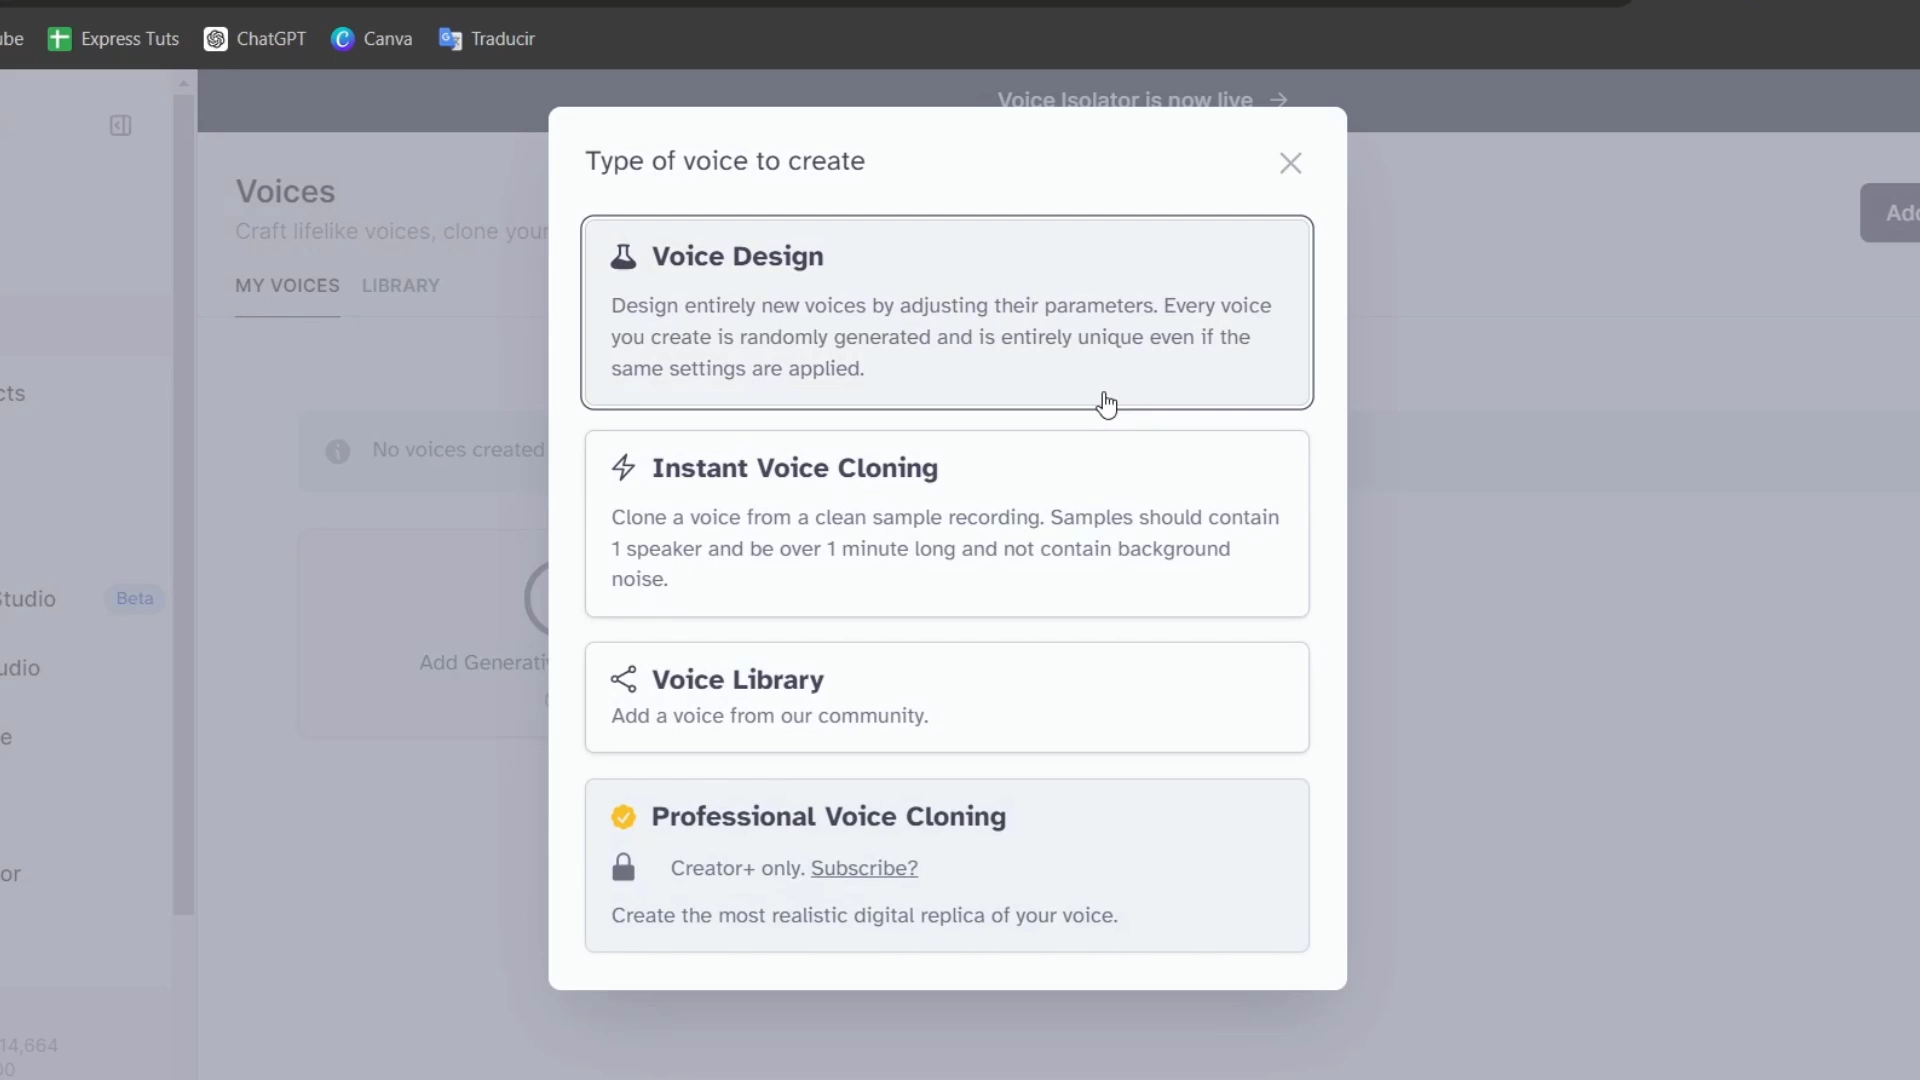 Express Tuts ChatGPT Canva Traducir
Voice Isolator is now live →
Type of voice to create
Voices
Craft lifelike voices, clone your
MY VOICES LIBRARY
Voice Design
Design entirely new voices by adjusting their parameters. Every voice
you create is randomly generated and is entirely unique even if the
same settings are applied.
No voices created
Instant Voice Cloning
Clone a voice from a clean sample recording. Samples should contain
1 speaker and be over 1 minute long and not contain background
noise.
Beta
Voice Library
Add a voice from our community.
Professional Voice Cloning
Creator+ only. Subscribe?
Create the most realistic digital replica of your voice.
14,664